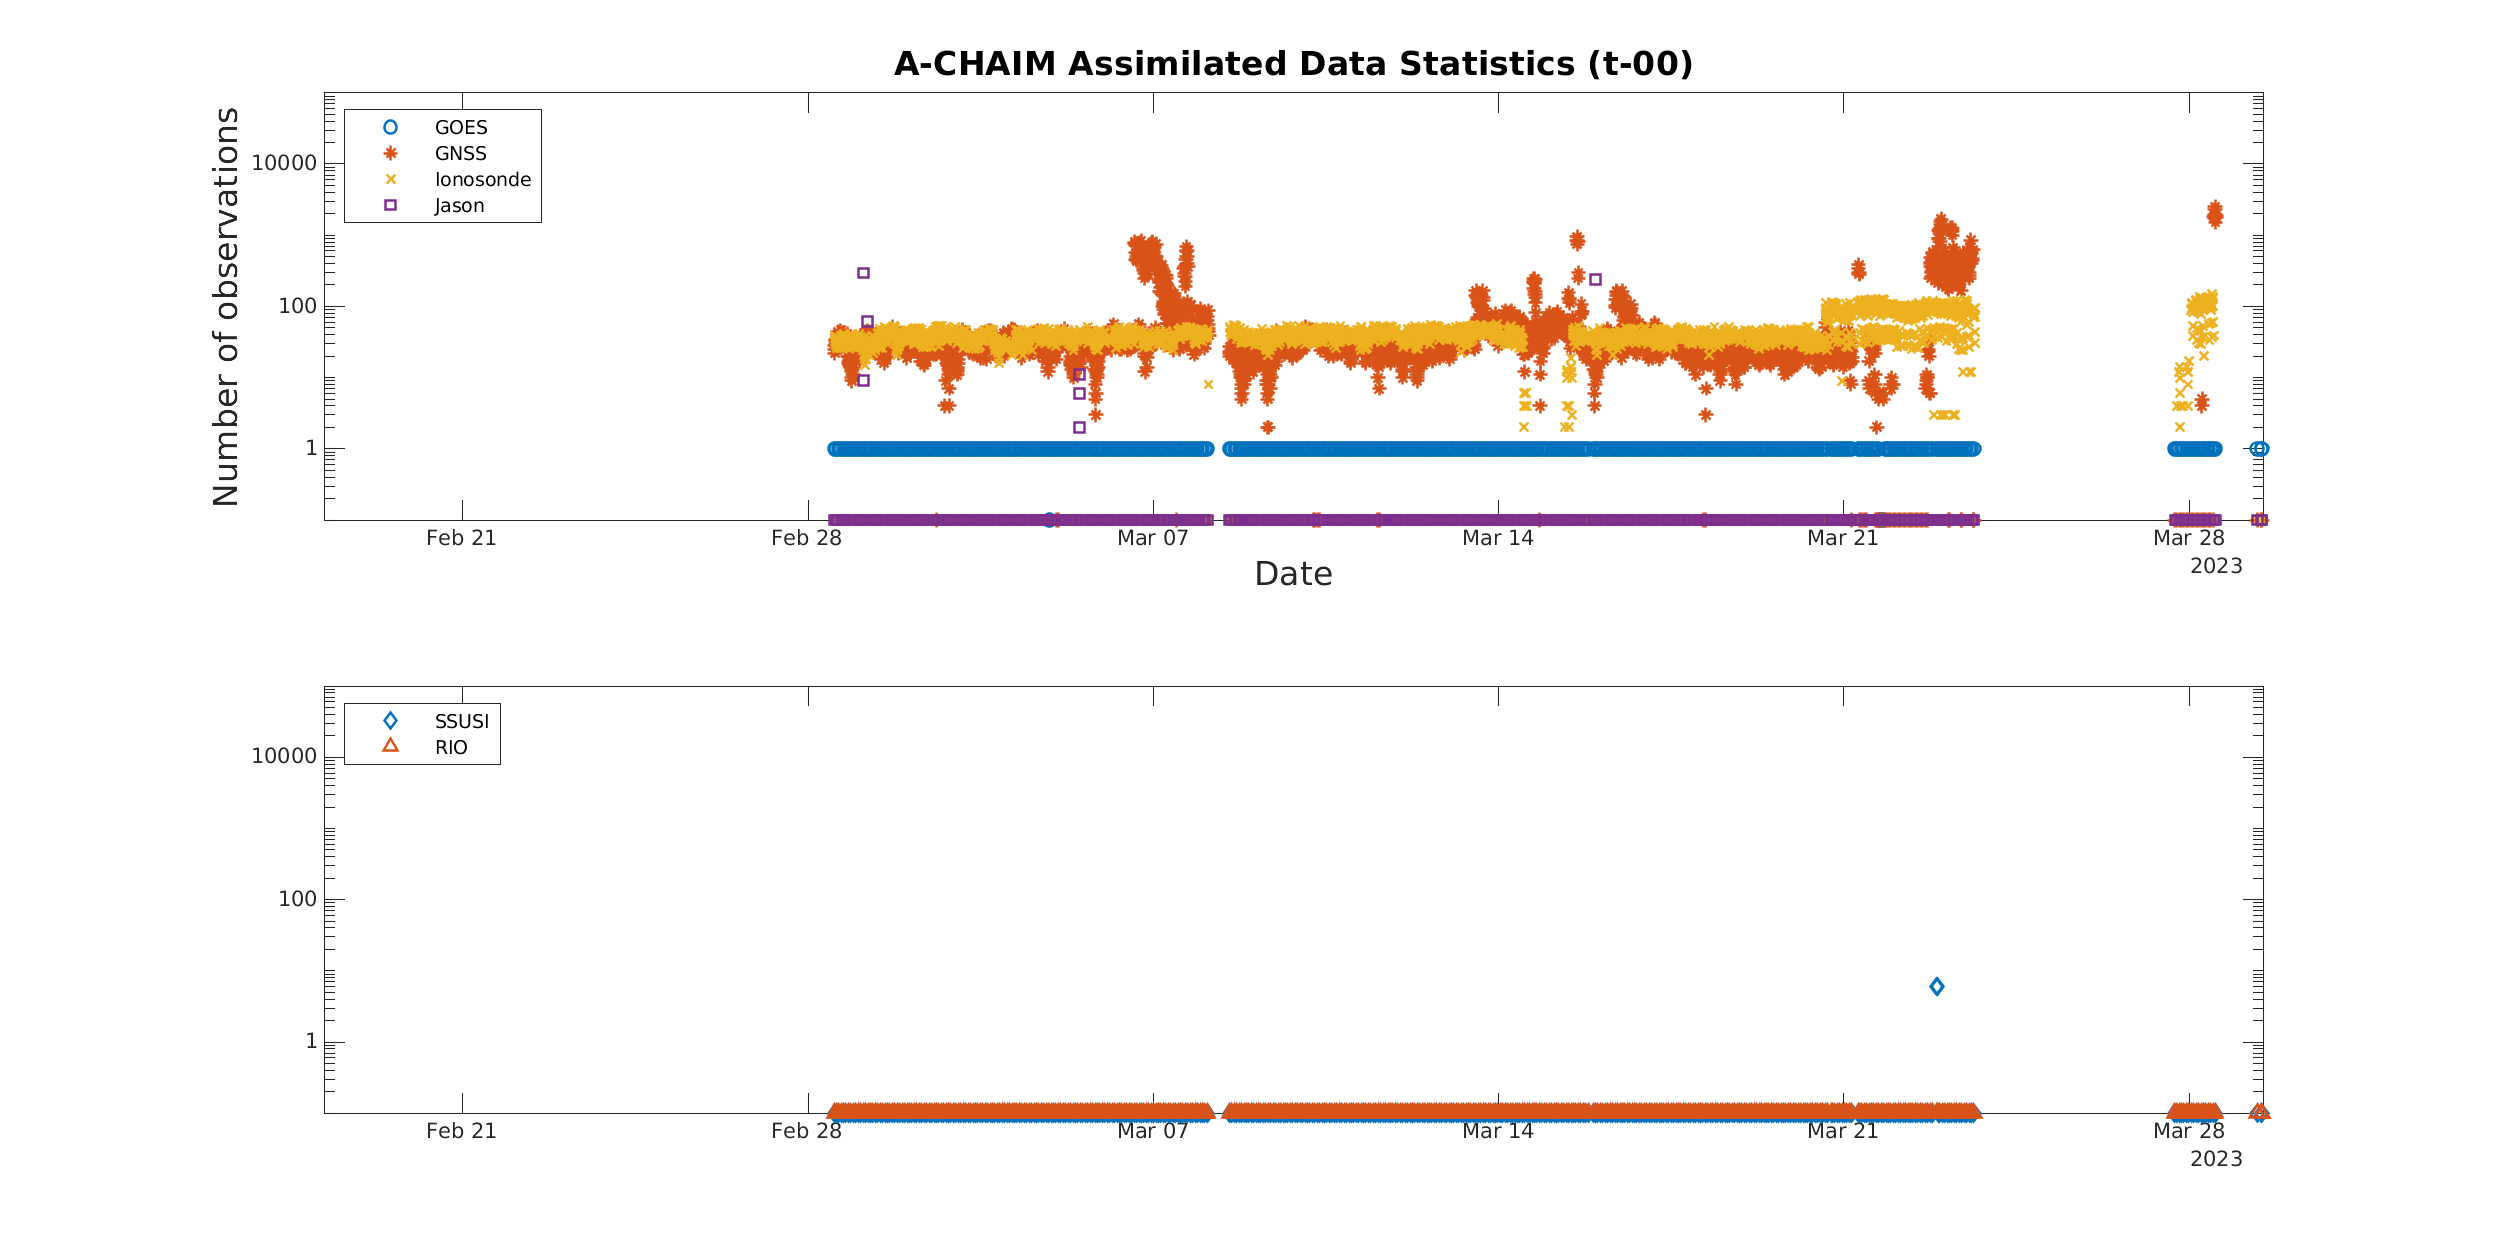 A-CHAIM Assimilated Data Statistics (t-00)
Number of observations
10000
100
1
GOES
GNSS
Ionosonde
Jason
Feb 21 Feb 28 Mar 07 Mar 14 Mar 21 Mar 28
2023
Date
10000
100
1
SSUSI
RIO
Feb 21 Feb 28 Mar 07 Mar 14 Mar 21 Mar 28
2023